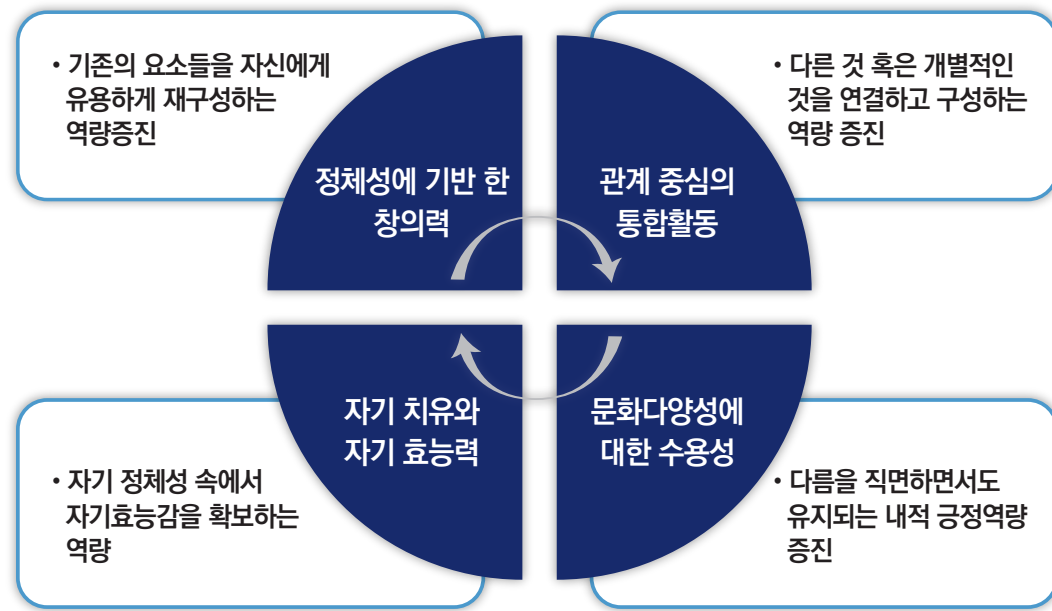 • 기존의 요소들을 자신에게
유용하게 재구성하는
역량증진
• 다른 것 혹은 개별적인
것을 연결하고 구성하는
역량 증진
정체성에 기반 한
창의력
관계 중심의
통합활동
자기 치유와
자기 효능력
문화다양성에
대한 수용성
• 자기 정체성 속에서
자기효능감을 확보하는
역량
• 다름을 직면하면서도
유지되는 내적 긍정역량
증진